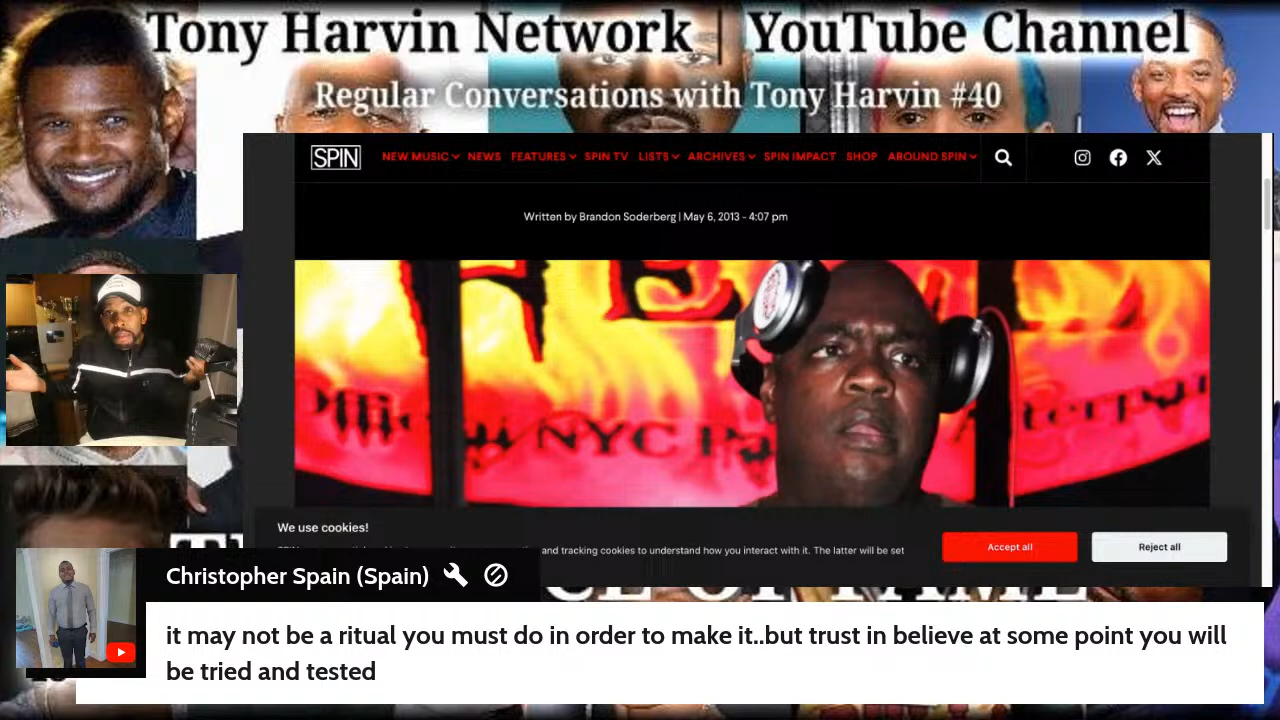 Tony Harvin Network | YouTube Channel
Regular Conversations with Tony Harvin #40
SPIN NEW MUSIC NEWS FEATURES SPIN TV LISTS ARCHIVES SPIN IMPACT SHOP AROUND SPIN
Written by Brandon Soderberg | May 6, 2013 - 4:07 pm
NYC
We use cookies!
and tracking cookies to understand how you interact with it. The latter will be set
Accept all
Reject all
OF FAME
Christopher Spain (Spain)
it may not be a ritual you must do in order to make it..but trust in believe at some point you will
be tried and tested